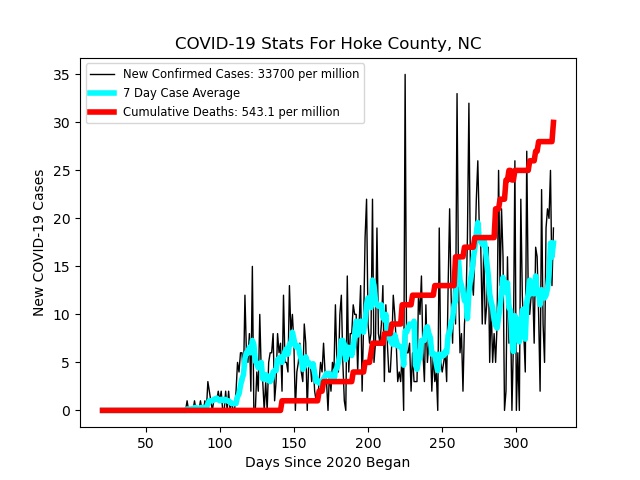 COVID-19 Stats For Hoke County, NC
New Confirmed Cases: 33700 per million
7 Day Case Average
Cumulative Deaths: 543.1 per million
New COVID-19 Cases
35
30
25
20
15
10
5
0
50 100 150 200 250 300
Days Since 2020 Began